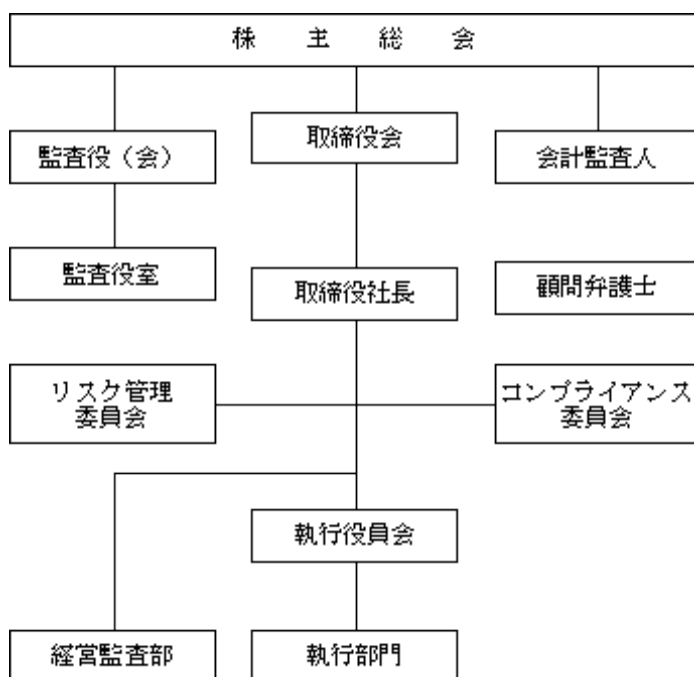 株主総会
監査役（会）
取締役会
会計監査人
監査役室
取締役社長
顧問弁護士
リスク管理
委員会
コンプライアンス
委員会
執行役員会
経営監査部
執行部門